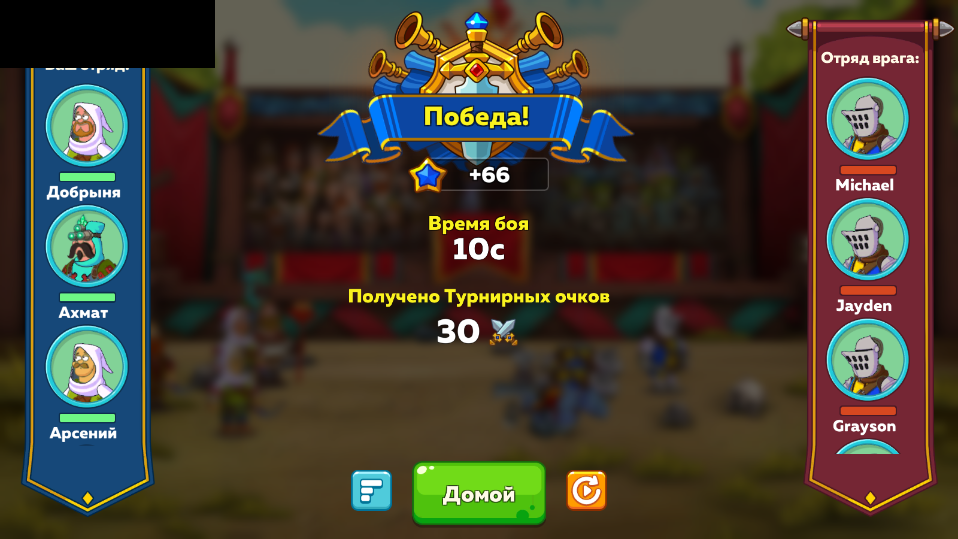 Победа!
+66
Время боя
10с
Получено Турнирных очков
30
Добрыня
Ахмат
Арсений
Отряд врага:
Michael
Jayden
Grayson
Домой